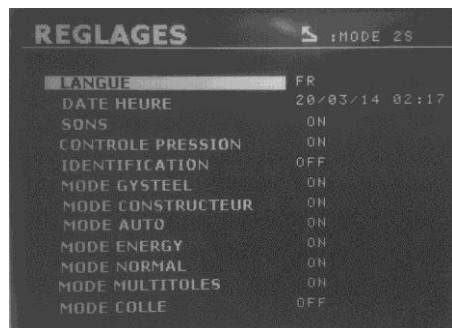 REGLAGES :MODE 2S
LANGUE FR
DATE HEURE 20/03/14 02:17
SONS ON
CONTROLE PRESSION ON
IDENTIFICATION OFF
MODE GYSTEEL ON
MODE CONSTRUCTEUR ON
MODE AUTO ON
MODE ENERGY ON
MODE NORMAL ON
MODE MULTITOLES ON
MODE COLLE OFF